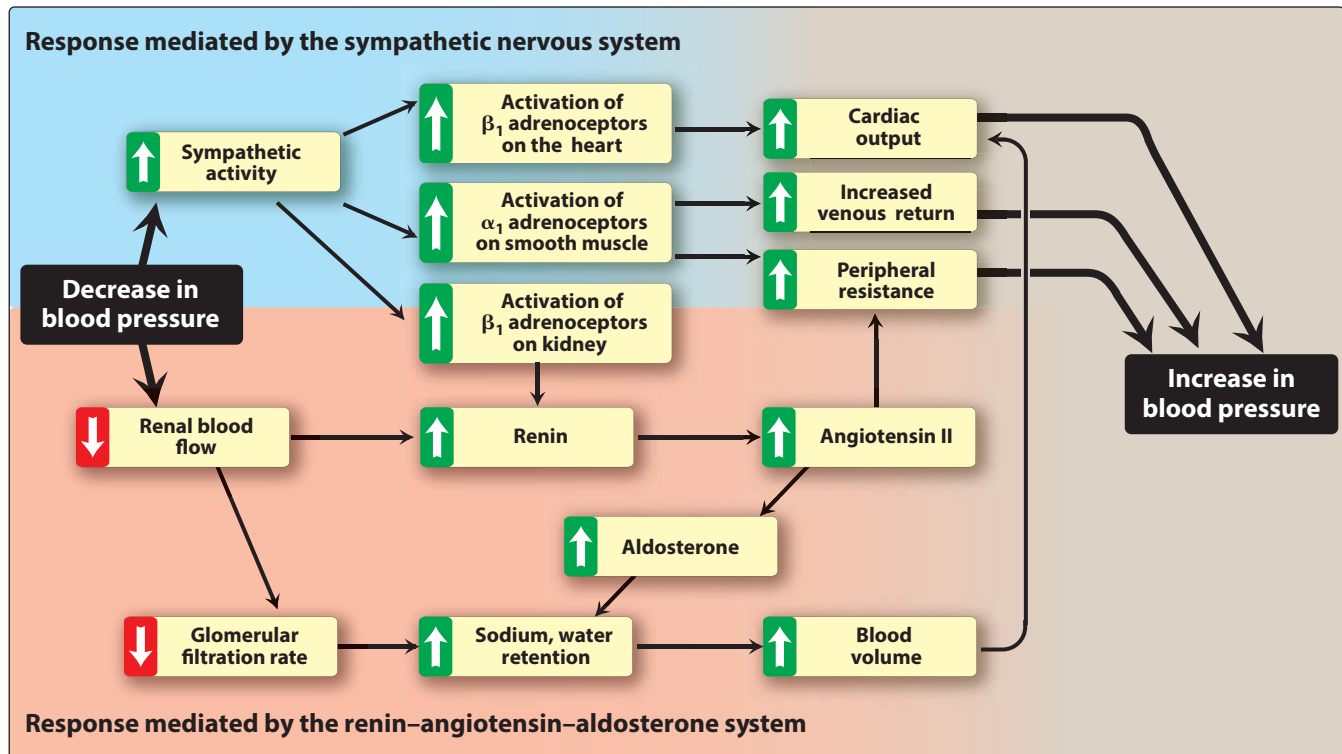 Response mediated by the sympathetic nervous system
Activation of
β1 adrenoceptors
on the heart
Cardiac
output
Sympathetic
activity
Activation of
α1 adrenoceptors
on smooth muscle
Increased
venous return
Peripheral
resistance
Decrease in
blood pressure
Activation of
β1 adrenoceptors
on kidney
Increase in
blood pressure
Renal blood
flow
Renin
Angiotensin II
Aldosterone
Glomerular
filtration rate
Sodium, water
retention
Blood
volume
Response mediated by the renin–angiotensin–aldosterone system